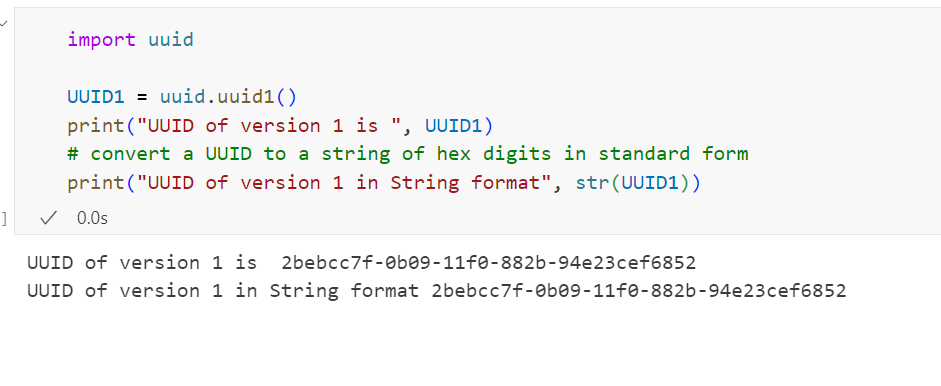 import uuid
UUID1 = uuid.uuid1()
print("UUID of version 1 is ", UUID1)
# convert a UUID to a string of hex digits in standard form
print("UUID of version 1 in String format", str(UUID1))
]
0.0s
UUID of version 1 is  2bebcc7f-0b09-11f0-882b-94e23cef6852
UUID of version 1 in String format 2bebcc7f-0b09-11f0-882b-94e23cef6852